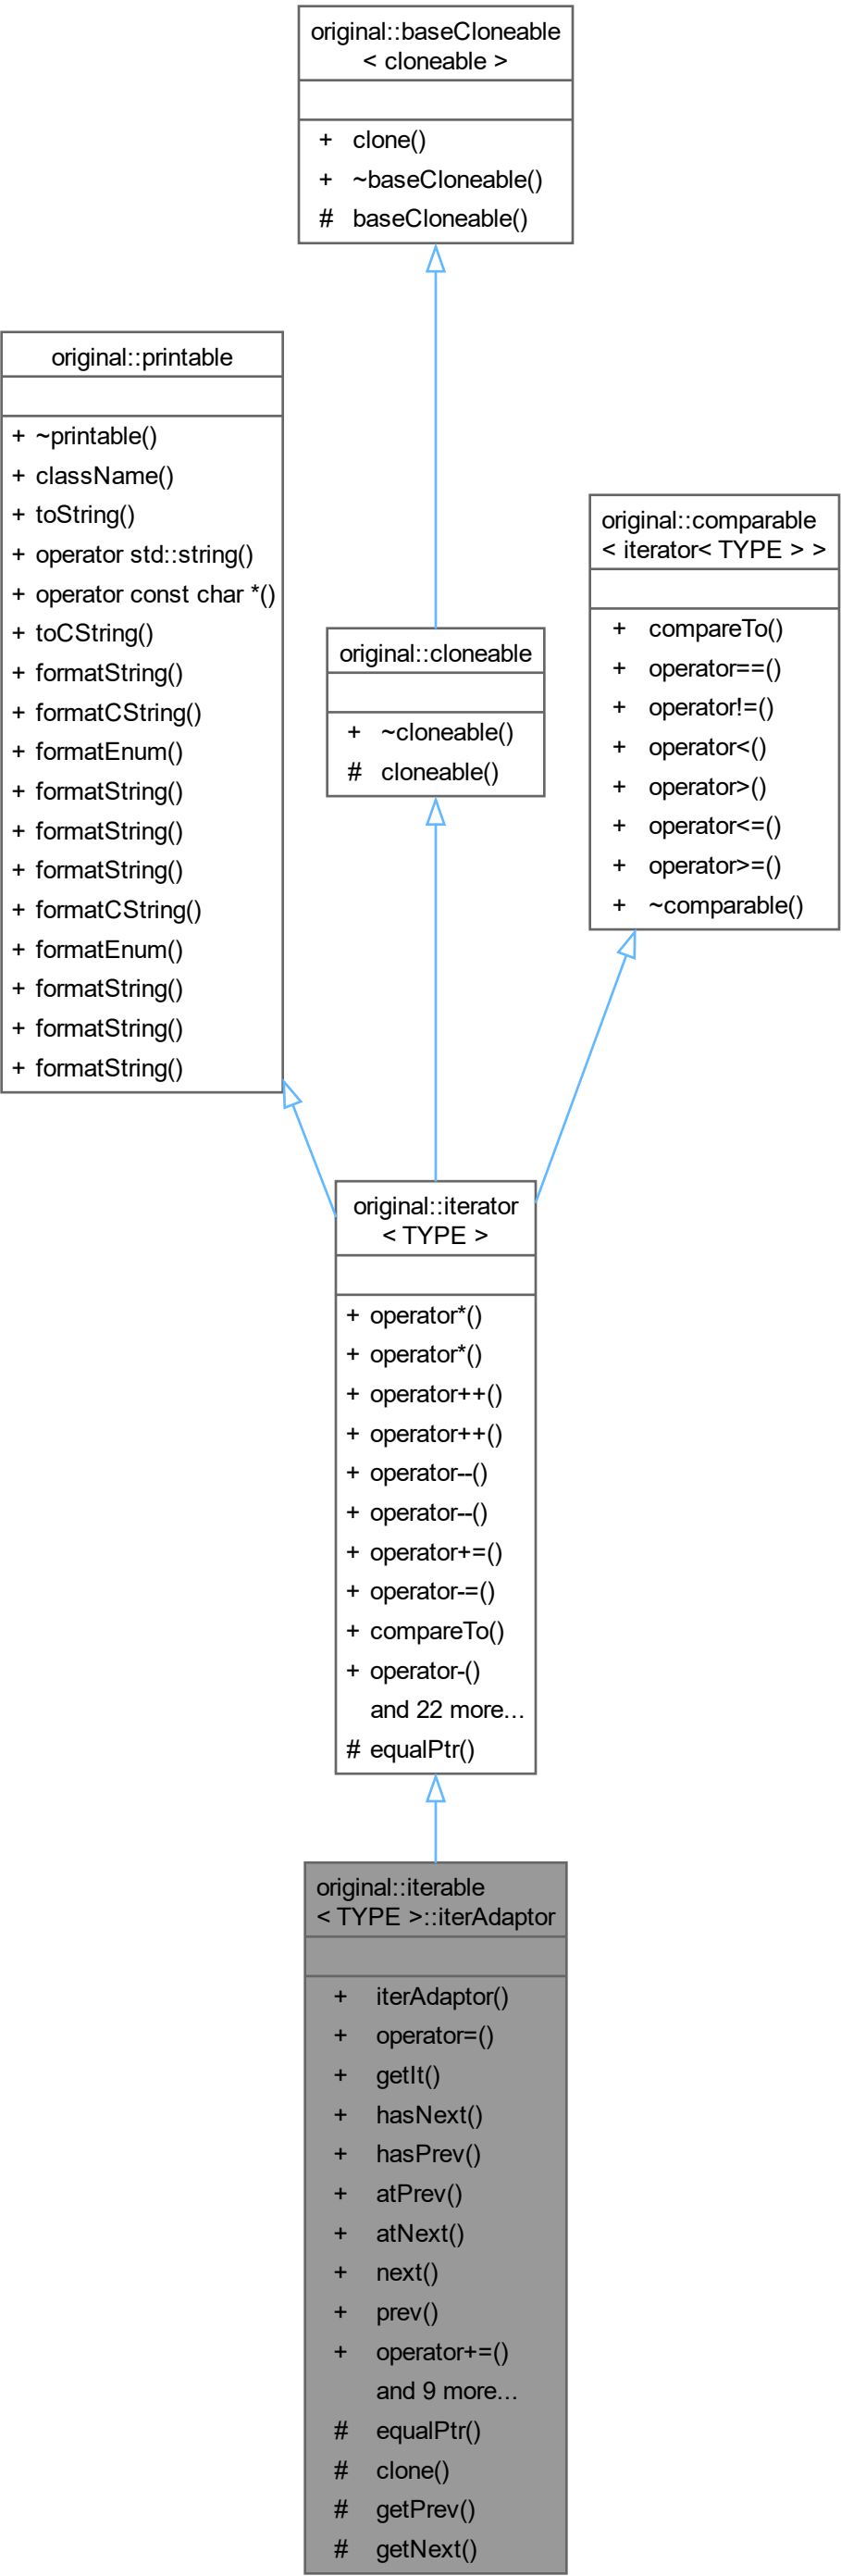 original::baseCloneable
< cloneable >
+ clone()
+ ~baseCloneable()
# baseCloneable()
original::printable
+ ~printable()
+ className()
+ toString()
+ operator std::string()
+ operator const char *()
+ toCString()
+ formatString()
+ formatCString()
+ formatEnum()
+ formatString()
+ formatString()
+ formatString()
+ formatCString()
+ formatEnum()
+ formatString()
+ formatString()
+ formatString()
original::cloneable
+ ~cloneable()
# cloneable()
original::comparable
< iterator< TYPE > >
+ compareTo()
+ operator==()
+ operator!=()
+ operator<()
+ operator>()
+ operator<=()
+ operator>=()
+ ~comparable()
original::iterator
< TYPE >
+ operator*()
+ operator*()
+ operator++()
+ operator++()
+ operator--()
+ operator--()
+ operator+=()
+ operator-=()
+ compareTo()
+ operator-()
and 22 more...
# equalPtr()
original::iterable
< TYPE >::iterAdaptor
+ iterAdaptor()
+ operator=()
+ getIt()
+ hasNext()
+ hasPrev()
+ atPrev()
+ atNext()
+ next()
+ prev()
+ operator+=()
and 9 more...
# equalPtr()
# clone()
# getPrev()
# getNext()